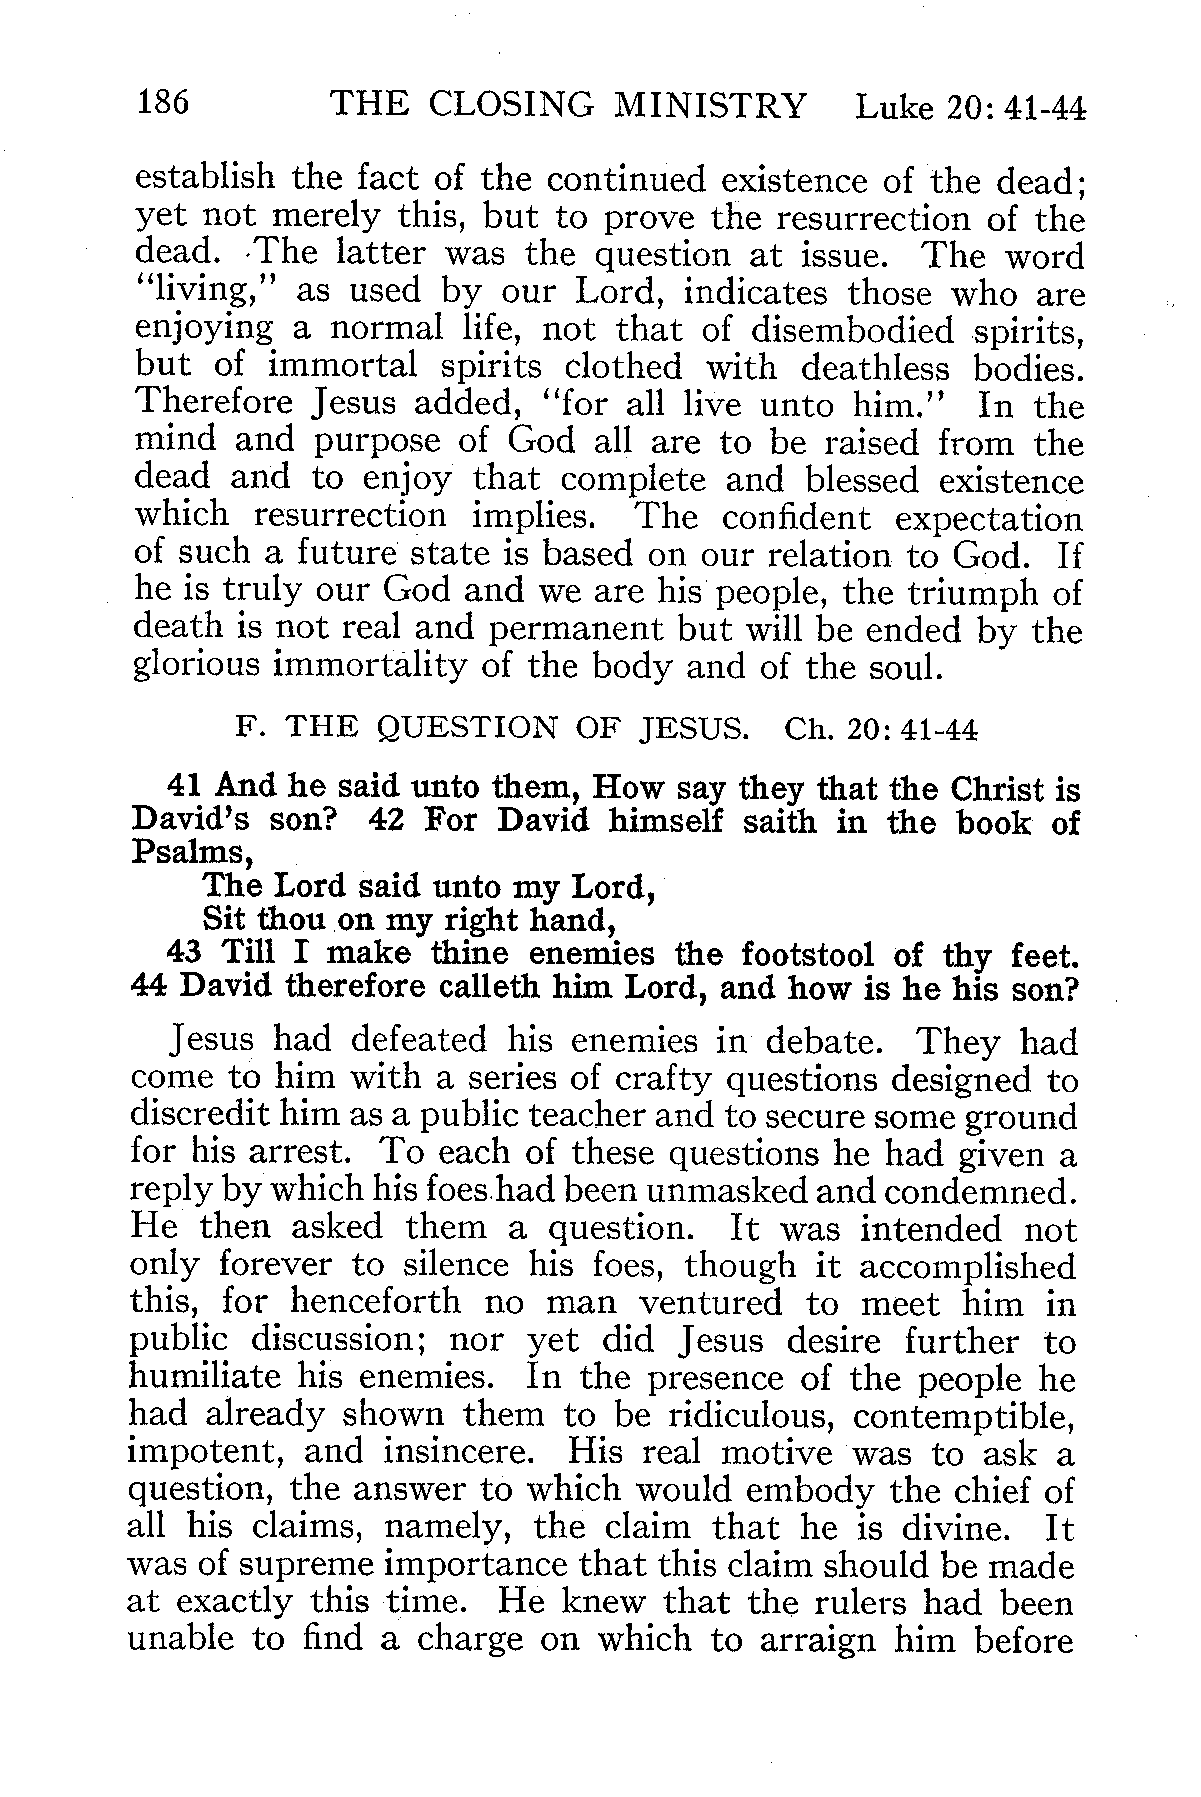 186 THE CLOSING MINISTRY Luke 20: 41-44
establish the fact of the continued existence of the dead;
yet not merely this, but to prove the resurrection of the
dead. The latter was the question at issue. The word
“living,” as used by our Lord, indicates those who are
enjoying a normal life, not that of disembodied spirits,
but of immortal spirits clothed with deathless bodies.
Therefore Jesus added, “for all live unto him.” In the
mind and purpose of God all are to be raised from the
dead and to enjoy that complete and blessed existence
which resurrection implies. The confident expectation
of such a future state is based on our relation to God. If
he is truly our God and we are his people, the triumph of
death is not real and permanent but will be ended by the
glorious immortality of the body and of the soul.
F. THE QUESTION OF JESUS. Ch. 20: 41-44
41 And he said unto them, How say they that the Christ is
David's son? 42 For David himself saith in the book of
Psalms,
The Lord said unto my Lord,
Sit thou on my right hand,
43 Till I make thine enemies the footstool of thy feet.
44 David therefore calleth him Lord, and how is he his son?
Jesus had defeated his enemies in debate. They had
come to him with a series of crafty questions designed to
discredit him as a public teacher and to secure some ground
for his arrest. To each of these questions he had given a
reply by which his foes had been unmasked and condemned.
He then asked them a question. It was intended not
only forever to silence his foes, though it accomplished
this, for henceforth no man ventured to meet him in
public discussion; nor yet did Jesus desire further to
humiliate his enemies. In the presence of the people he
had already shown them to be ridiculous, contemptible,
impotent, and insincere. His real motive was to ask a
question, the answer to which would embody the chief of
all his claims, namely, the claim that he is divine. It
was of supreme importance that this claim should be made
at exactly this time. He knew that the rulers had been
unable to find a charge on which to arraign him before